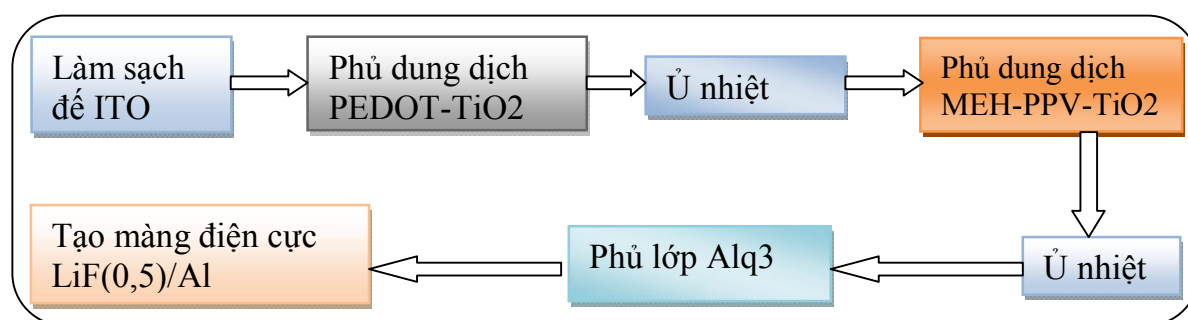 Làm sạch
đế ITO
Phủ dung dịch
PEDOT-TiO2
Ủ nhiệt
Phủ dung dịch
MEH-PPV-TiO2
Ủ nhiệt
Phủ lớp Alq3
Tạo màng điện cực
LiF(0,5)/Al